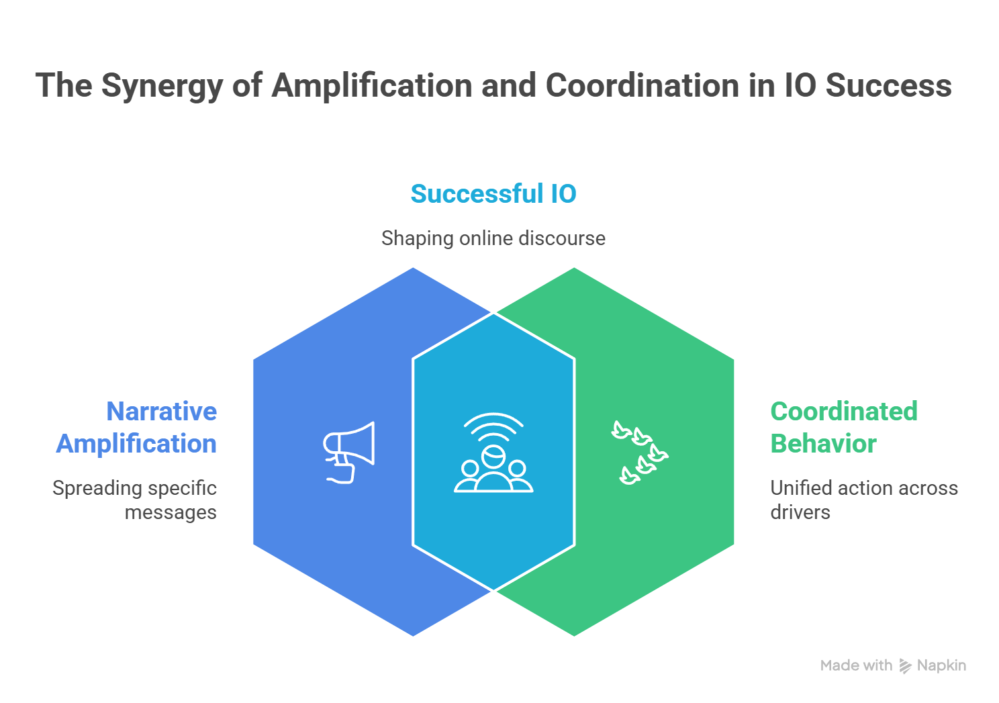 The Synergy of Amplification and Coordination in IO Success
Successful IO
Shaping online discourse
Narrative
Amplification
Spreading specific
messages
Coordinated
Behavior
Unified action across
drivers
Made with Napkin